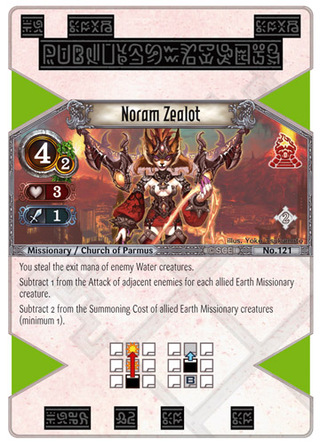 Noram Zealot
4
2
3
1
2
Missionary / Church of Parmus
No.121
You steal the exit mana of enemy Water creatures.
Subtract 1 from the Attack of adjacent enemies for each allied Earth Missionary
creature.
Subtract 2 from the Summoning Cost of allied Earth Missionary creatures
(minimum 1).